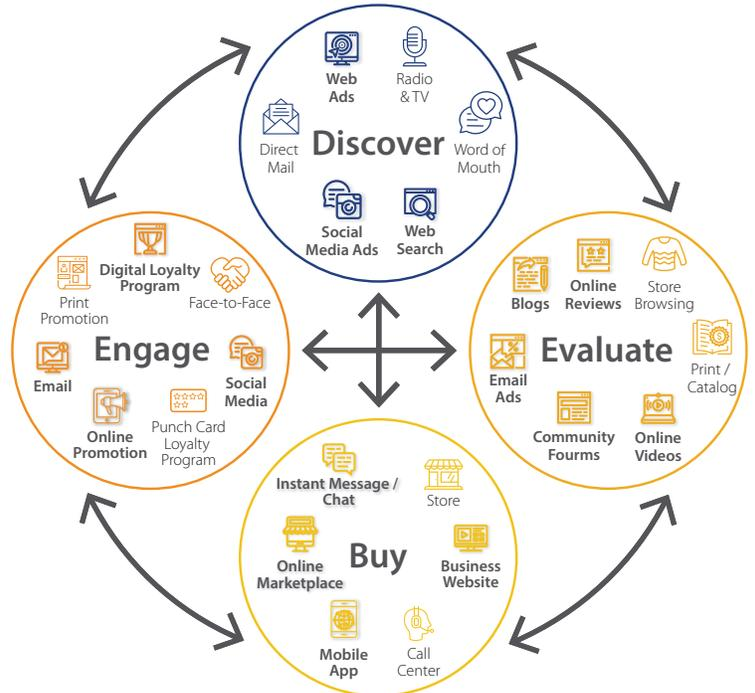 Web
Ads
Radio
& TV
Direct
Mail
Discover
Word of
Mouth
Social
Media Ads
Web
Search
Digital Loyalty
Program
Print
Promotion
Face-to-Face
Engage
Email
Social
Media
Online
Promotion
Punch Card
Loyalty
Program
Blogs
Online
Reviews
Store
Browsing
Evaluate
Email
Ads
Print /
Catalog
Community
Fourms
Online
Videos
Instant Message /
Chat
Store
Online
Marketplace
Buy
Business
Website
Mobile
App
Call
Center